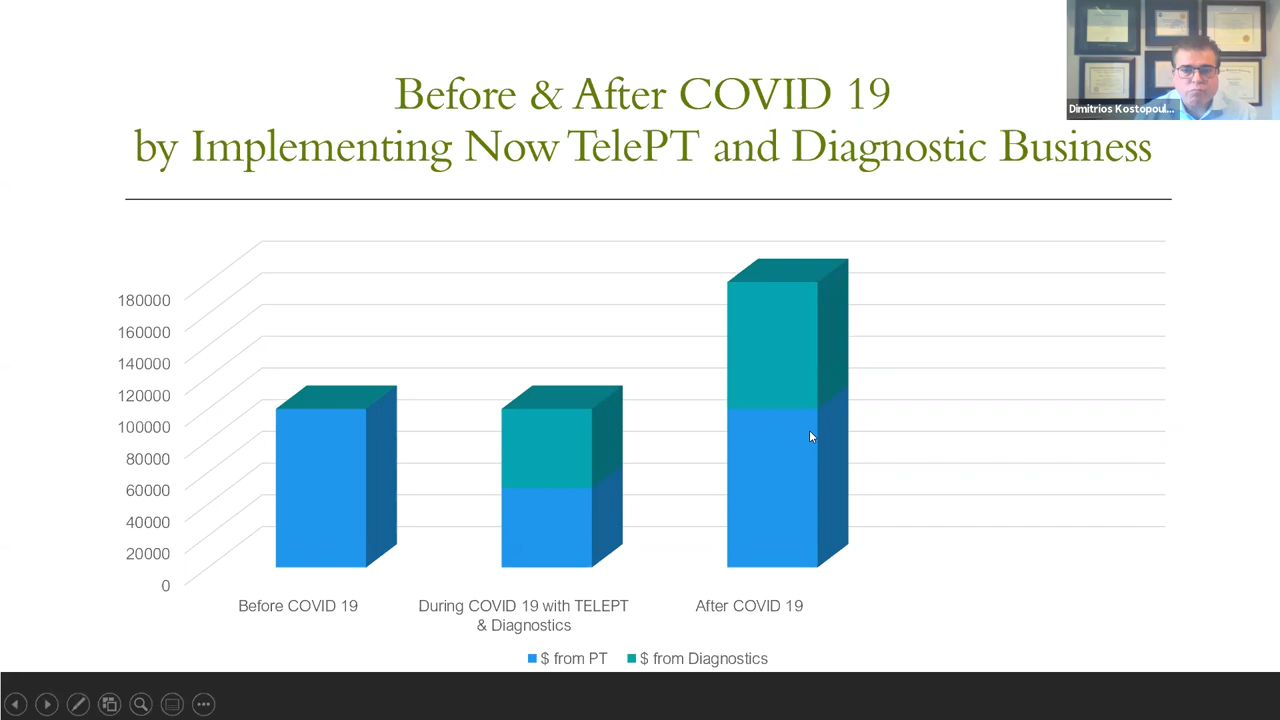 Before & After COVID 19
by Implementing Now TelePT and Diagnostic Business
Dimitrios Kostopoul...
180000
160000
140000
120000
100000
80000
60000
40000
20000
0
Before COVID 19
During COVID 19 with TELEPT
& Diagnostics
After COVID 19
$ from PT
$ from Diagnostics